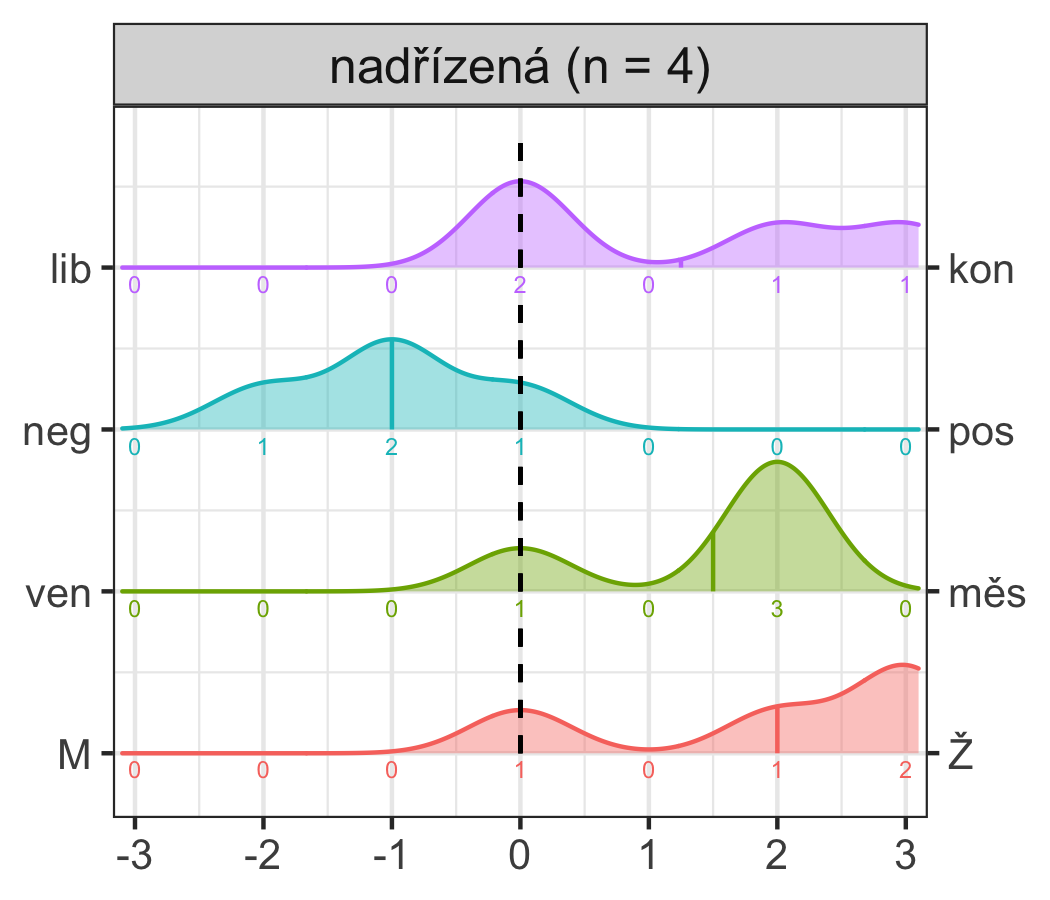 nadřízená (n = 4)
lib kon
0 0 0 2 0 1 1
neg pos
0 1 2 1 0 0 0
ven měs
0 0 0 1 0 3 0
M Ž
0 0 0 1 0 1 2
-3 -2 -1 0 1 2 3